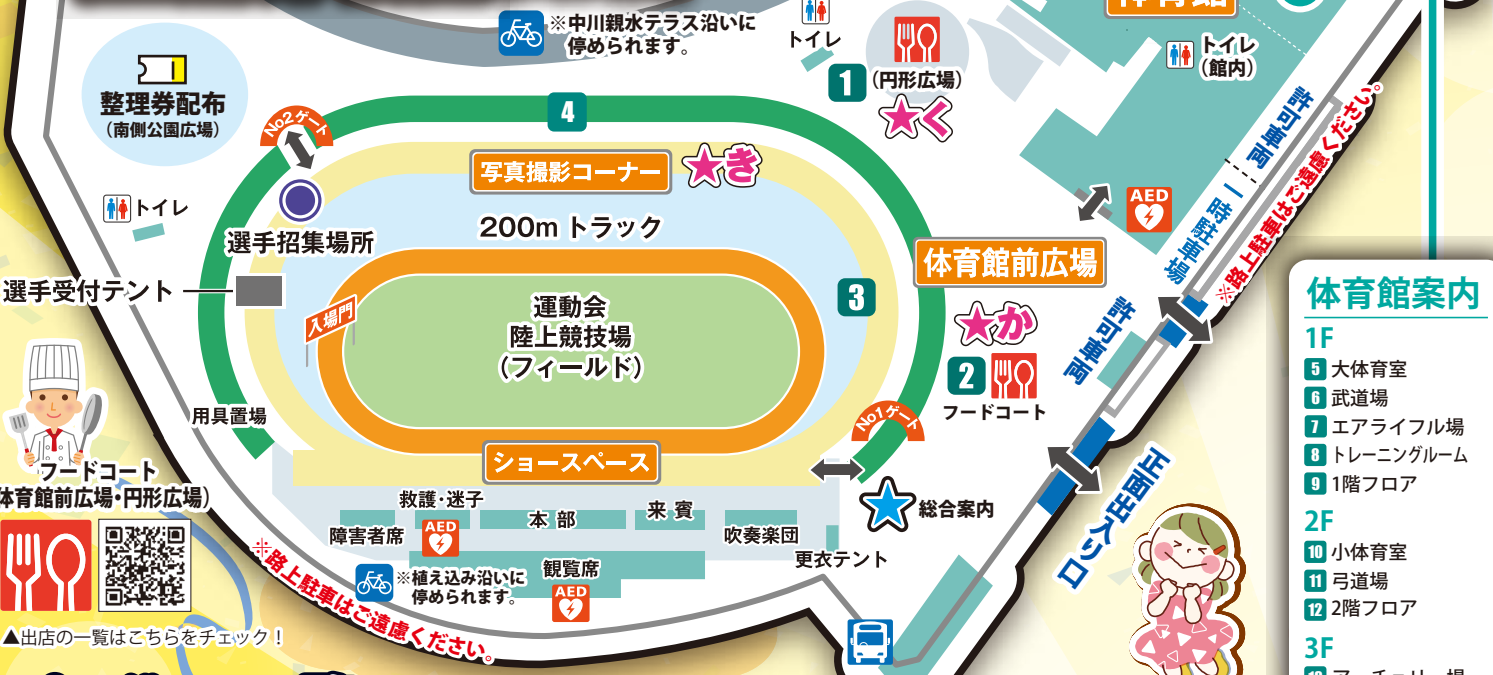 体育館
※中川親水テラス沿いに
停められます。
トイレ
トイレ
（館内）
1
（円形広場）
★く
整理券配布
（南側公園広場）
No2ゲート
4
写真撮影コーナー
★き
200mトラック
トイレ
選手招集場所
選手受付テント
入場門
運動会
陸上競技場
（フィールド）
3
体育館前広場
★か
2
フードコート
No1ゲート
AED
許可車両
一時駐車場
※路上駐車はご遠慮ください。
許可車両
正面出入り口
用具置場
ショースペース
フードコート
体育館前広場・円形広場）
救護・迷子
障害者席
AED
本部
来賓
吹奏楽団
総合案内
更衣テント
※植え込み沿いに
停められます。
観覧席
AED
※路上駐車はご遠慮ください。
▲出店の一覧はこちらをチェック！
体育館案内
1F
5 大体育室
6 武道場
7 エアライフル場
8 トレーニングルーム
9 1階フロア
2F
10 小体育室
11 弓道場
12 2階フロア
3F